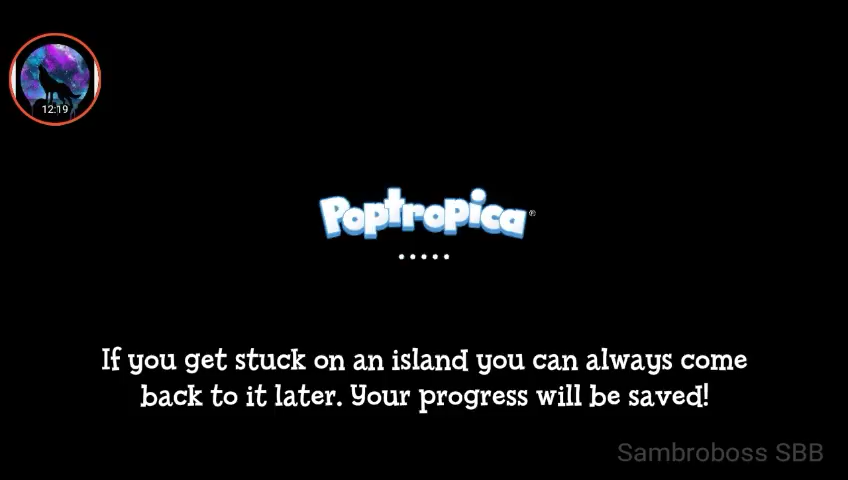 12:19
Poptropica®
If you get stuck on an island you can always come
back to it later. Your progress will be saved!
Sambroboss SBB